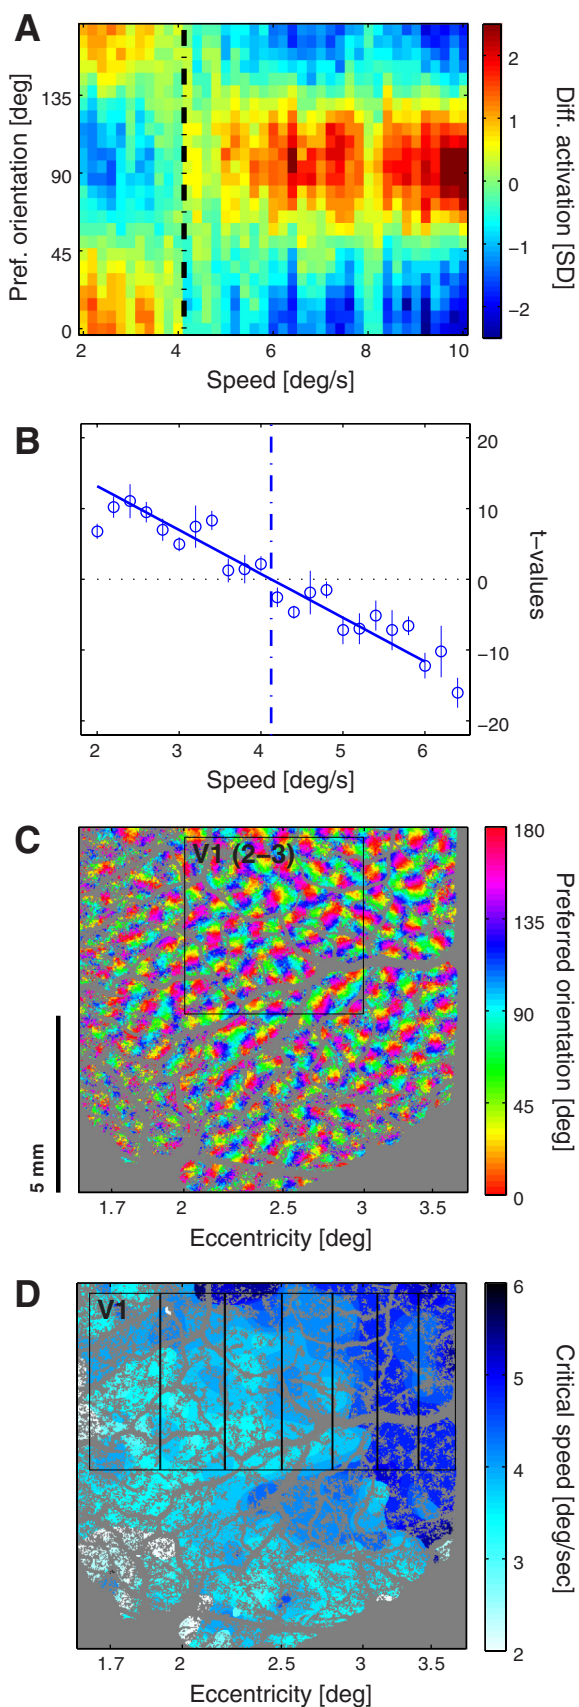 A
Pref. orientation [deg]
135
90
45
0
2
4
6
8
10
Speed [deg/s]
2
1
0
−1
−2
Diff. activation [SD]
B
20
10
0
−10
−20
t−values
2
3
4
5
6
Speed [deg/s]
C
V1 (2−3)
5 mm
1.7
2
2.5
3
3.5
Eccentricity [deg]
180
135
90
45
0
Preferred orientation [deg]
D
V1
1.7
2
2.5
3
3.5
Eccentricity [deg]
6
5
4
3
2
Critical speed [deg/sec]